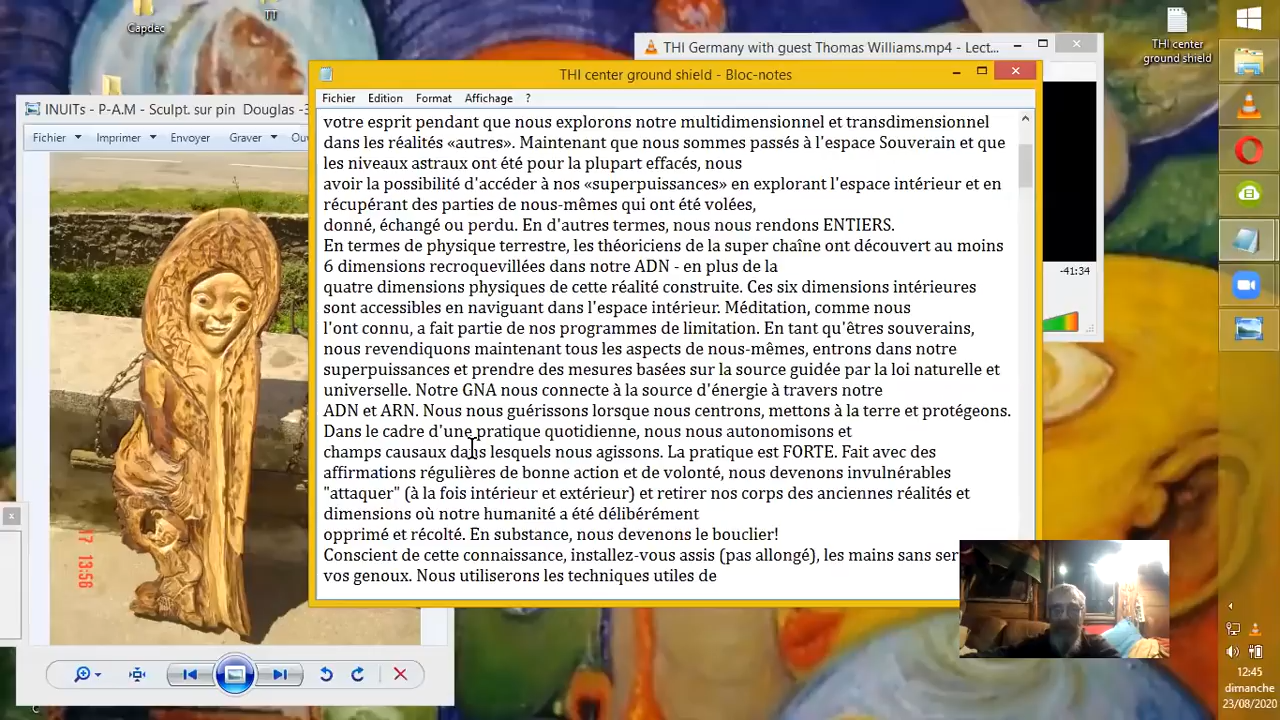 Capdec
TT
THI center
ground shield
THI Germany with guest Thomas Williams.mp4 - Lect...
THI center ground shield - Bloc-notes
Fichier Edition Format Affichage ?
INUITs - P-A-M - Sculpt. sur pin Douglas -3
Fichier Imprimer Envoyer Graver
votre esprit pendant que nous explorons notre multidimensionnel et transdimensionnel
dans les réalités «autres». Maintenant que nous sommes passés à l'espace Souverain et que
les niveaux astraux ont été pour la plupart effacés, nous
avoir la possibilité d'accéder à nos «superpuissances» en explorant l'espace intérieur et en
récupérant des parties de nous-mêmes qui ont été volées,
donné, échangé ou perdu. En d'autres termes, nous nous rendons ENTIERS.
En termes de physique terrestre, les théoriciens de la super chaîne ont découvert au moins
6 dimensions recroquevillées dans notre ADN - en plus de la
quatre dimensions physiques de cette réalité construite. Ces six dimensions intérieures
sont accessibles en naviguant dans l'espace intérieur. Méditation, comme nous
l'ont connu, a fait partie de nos programmes de limitation. En tant qu'êtres souverains,
nous revendiquons maintenant tous les aspects de nous-mêmes, entrons dans notre
superpuissances et prendre des mesures basées sur la source guidée par la loi naturelle et
universelle. Notre GNA nous connecte à la source d'énergie à travers notre
ADN et ARN. Nous nous guérissons lorsque nous centrons, mettons à la terre et protégeons.
Dans le cadre d'une pratique quotidienne, nous nous autonomisons et
champs causaux dans lesquels nous agissons. La pratique est FORTE. Fait avec des
affirmations régulières de bonne action et de volonté, nous devenons invulnérables
"attaquer" (à la fois intérieur et extérieur) et retirer nos corps des anciennes réalités et
dimensions où notre humanité a été délibérément
opprimé et récolté. En substance, nous devenons le bouclier!
Conscient de cette connaissance, installez-vous assis (pas allongé), les mains sans ser
vos genoux. Nous utiliserons les techniques utiles de
-41:34
17 13:58
12:45
dimanche
23/08/2020